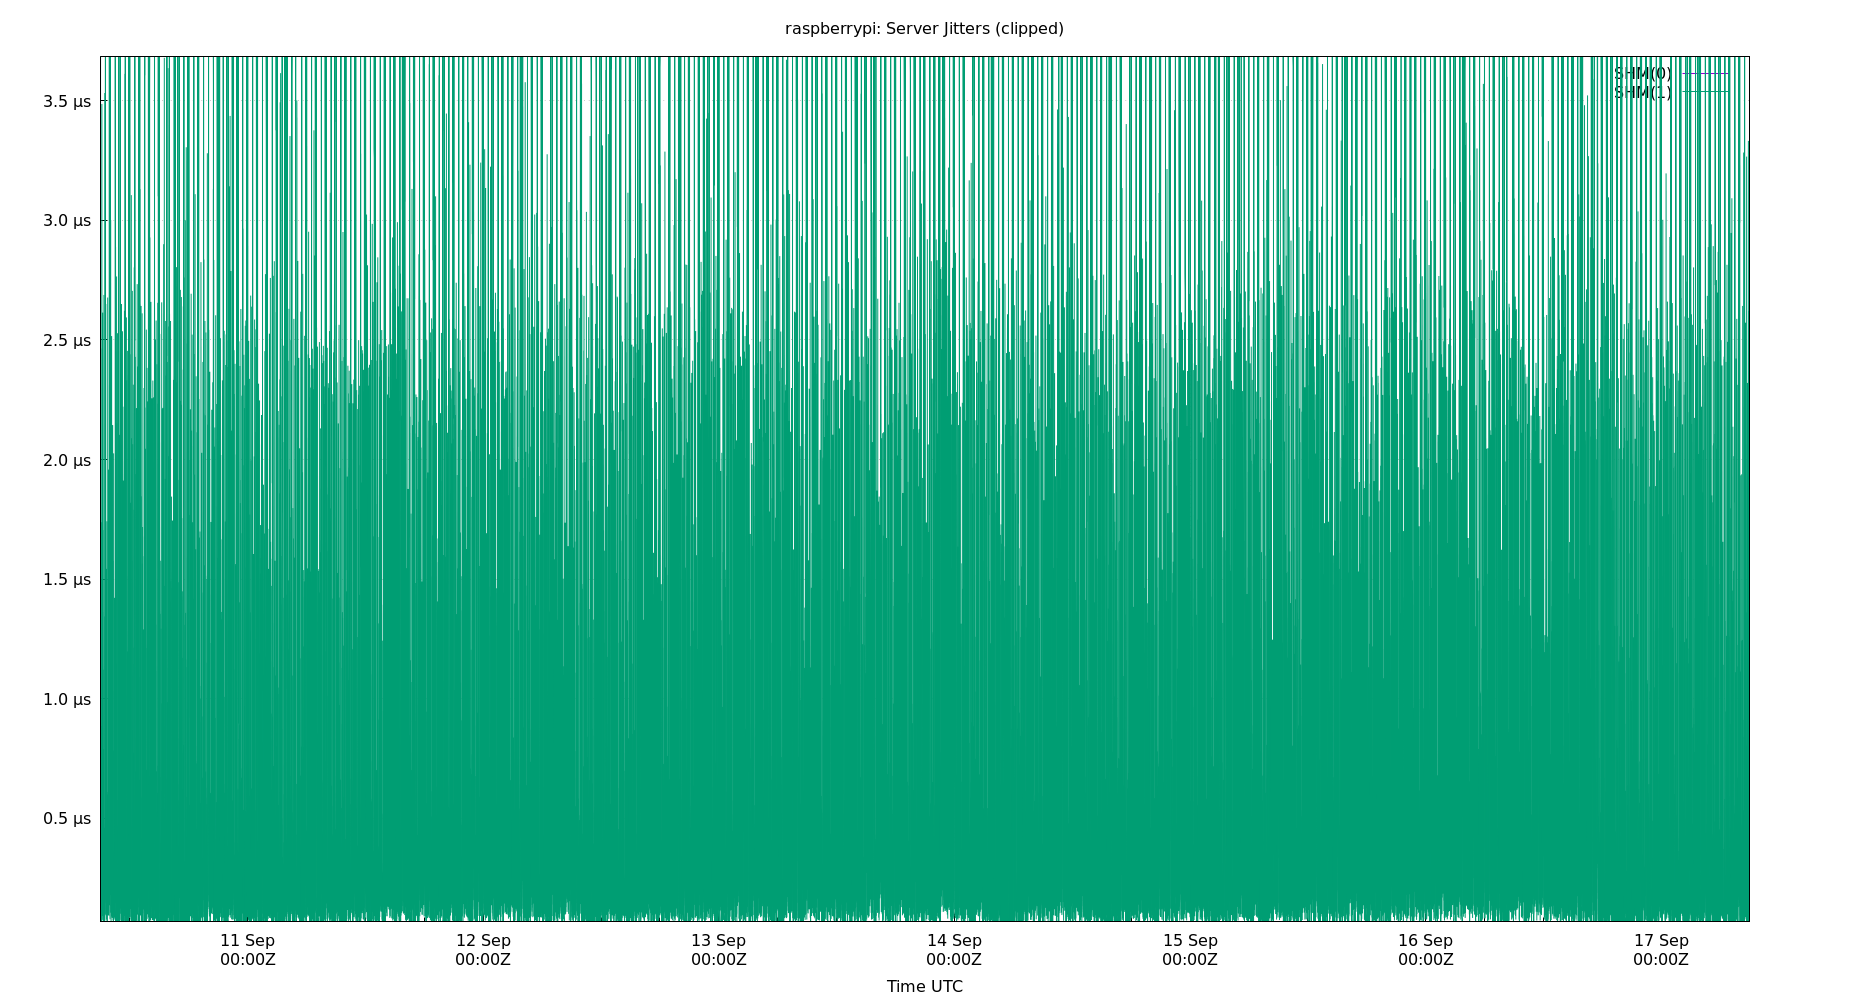 raspberrypi: Server Jitters (clipped)
SHM(0)
SHM(1)
3.5 µs
3.0 µs
2.5 µs
2.0 µs
1.5 µs
1.0 µs
0.5 µs
11 Sep 12 Sep 13 Sep 14 Sep 15 Sep 16 Sep 17 Sep
00:00Z 00:00Z 00:00Z 00:00Z 00:00Z 00:00Z 00:00Z
Time UTC